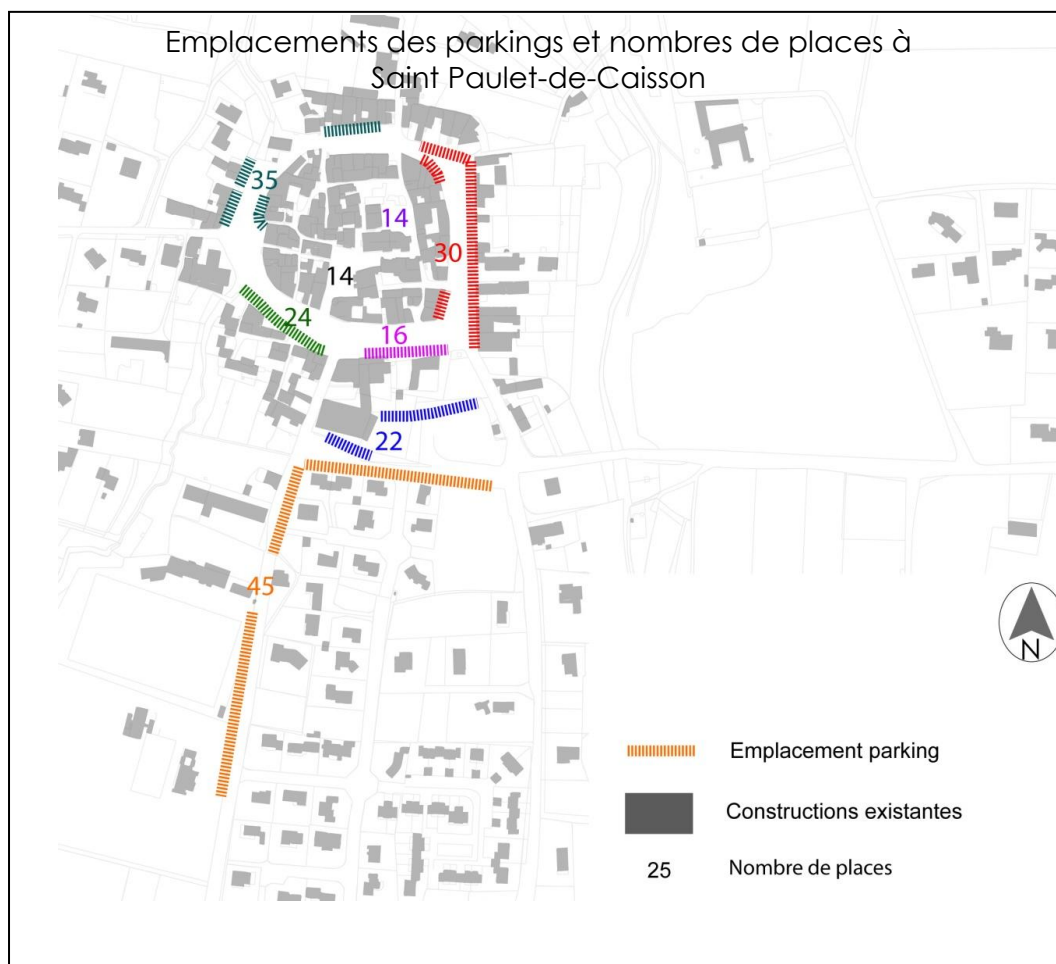 Emplacements des parkings et nombres de places à
Saint Paulet-de-Caisson
35
14
30
14
24
16
22
45
N
Emplacement parking
Constructions existantes
25 Nombre de places